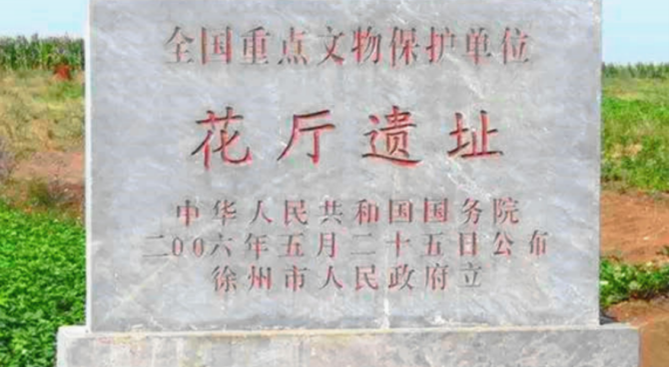 全国重点文物保护单位
花厅遗址
中华人民共和国国务院
二00六年五月二十五日公布
徐州市人民政府立